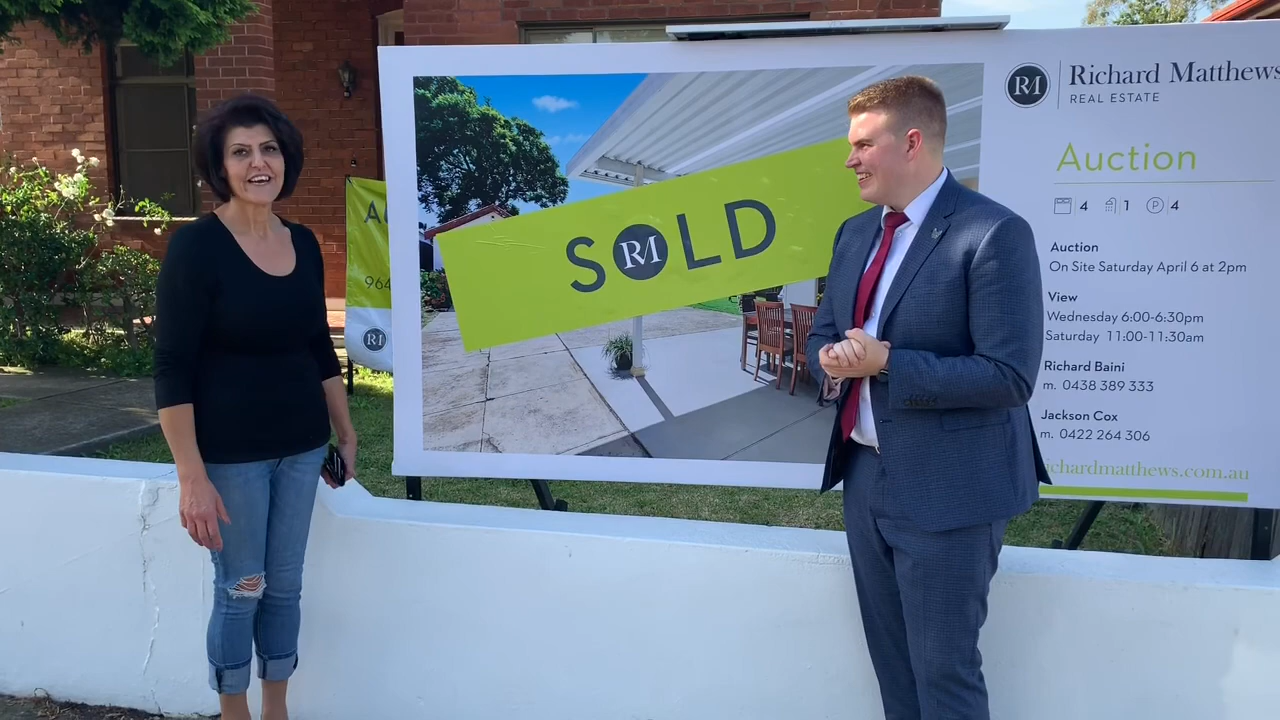 RM
Richard Matthews
REAL ESTATE
Auction
4 1 P 4
Auction
On Site Saturday April 6 at 2pm
View
Wednesday 6:00-6:30pm
Saturday 11:00-11:30am
Richard Baini
m. 0438 389 333
Jackson Cox
m. 0422 264 306
richardmatthews.com.au
SOLD
RM
964
RM